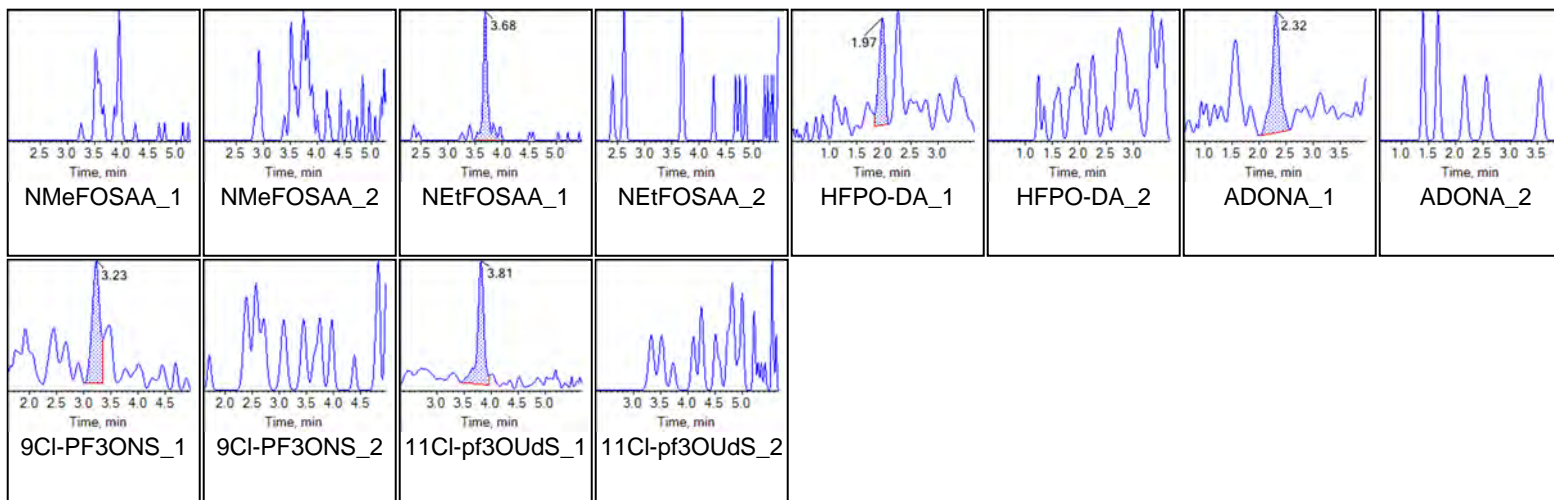 3.68
1.97
2.32
2.5 3.0 3.5 4.0 4.5 5.0
2.5 3.0 3.5 4.0 4.5 5.0
2.5 3.0 3.5 4.0 4.5 5.0
2.5 3.0 3.5 4.0 4.5 5.0
1.0 1.5 2.0 2.5 3.0
1.0 1.5 2.0 2.5 3.0
1.0 1.5 2.0 2.5 3.0 3.5
1.0 1.5 2.0 2.5 3.0 3.5
Time, min
Time, min
Time, min
Time, min
Time, min
Time, min
Time, min
Time, min
NMeFOSAA_1
NMeFOSAA_2
NEtFOSAA_1
NEtFOSAA_2
HFPO-DA_1
HFPO-DA_2
ADONA_1
ADONA_2
3.23
3.81
2.0 2.5 3.0 3.5 4.0 4.5
2.0 2.5 3.0 3.5 4.0 4.5
3.0 3.5 4.0 4.5 5.0
3.0 3.5 4.0 4.5 5.0
Time, min
Time, min
Time, min
Time, min
9Cl-PF3ONS_1
9Cl-PF3ONS_2
11Cl-pf3OUdS_1
11Cl-pf3OUdS_2